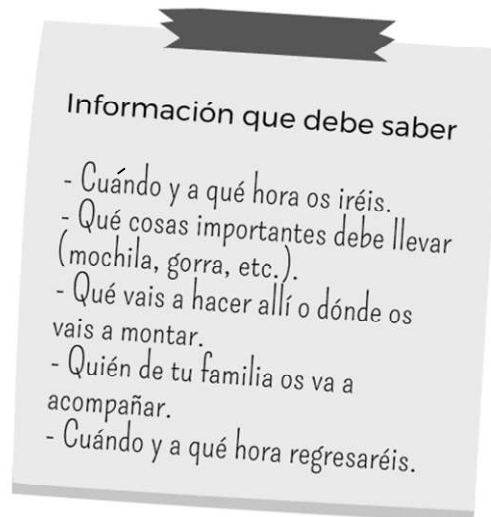 Información que debe saber
- Cuándo y a qué hora os iréis.
- Qué cosas importantes debe llevar
(mochila, gorra, etc.).
- Qué vais a hacer allí o dónde os
vais a montar.
- Quién de tu familia os va a
acompañar.
- Cuándo y a qué hora regresaréis.